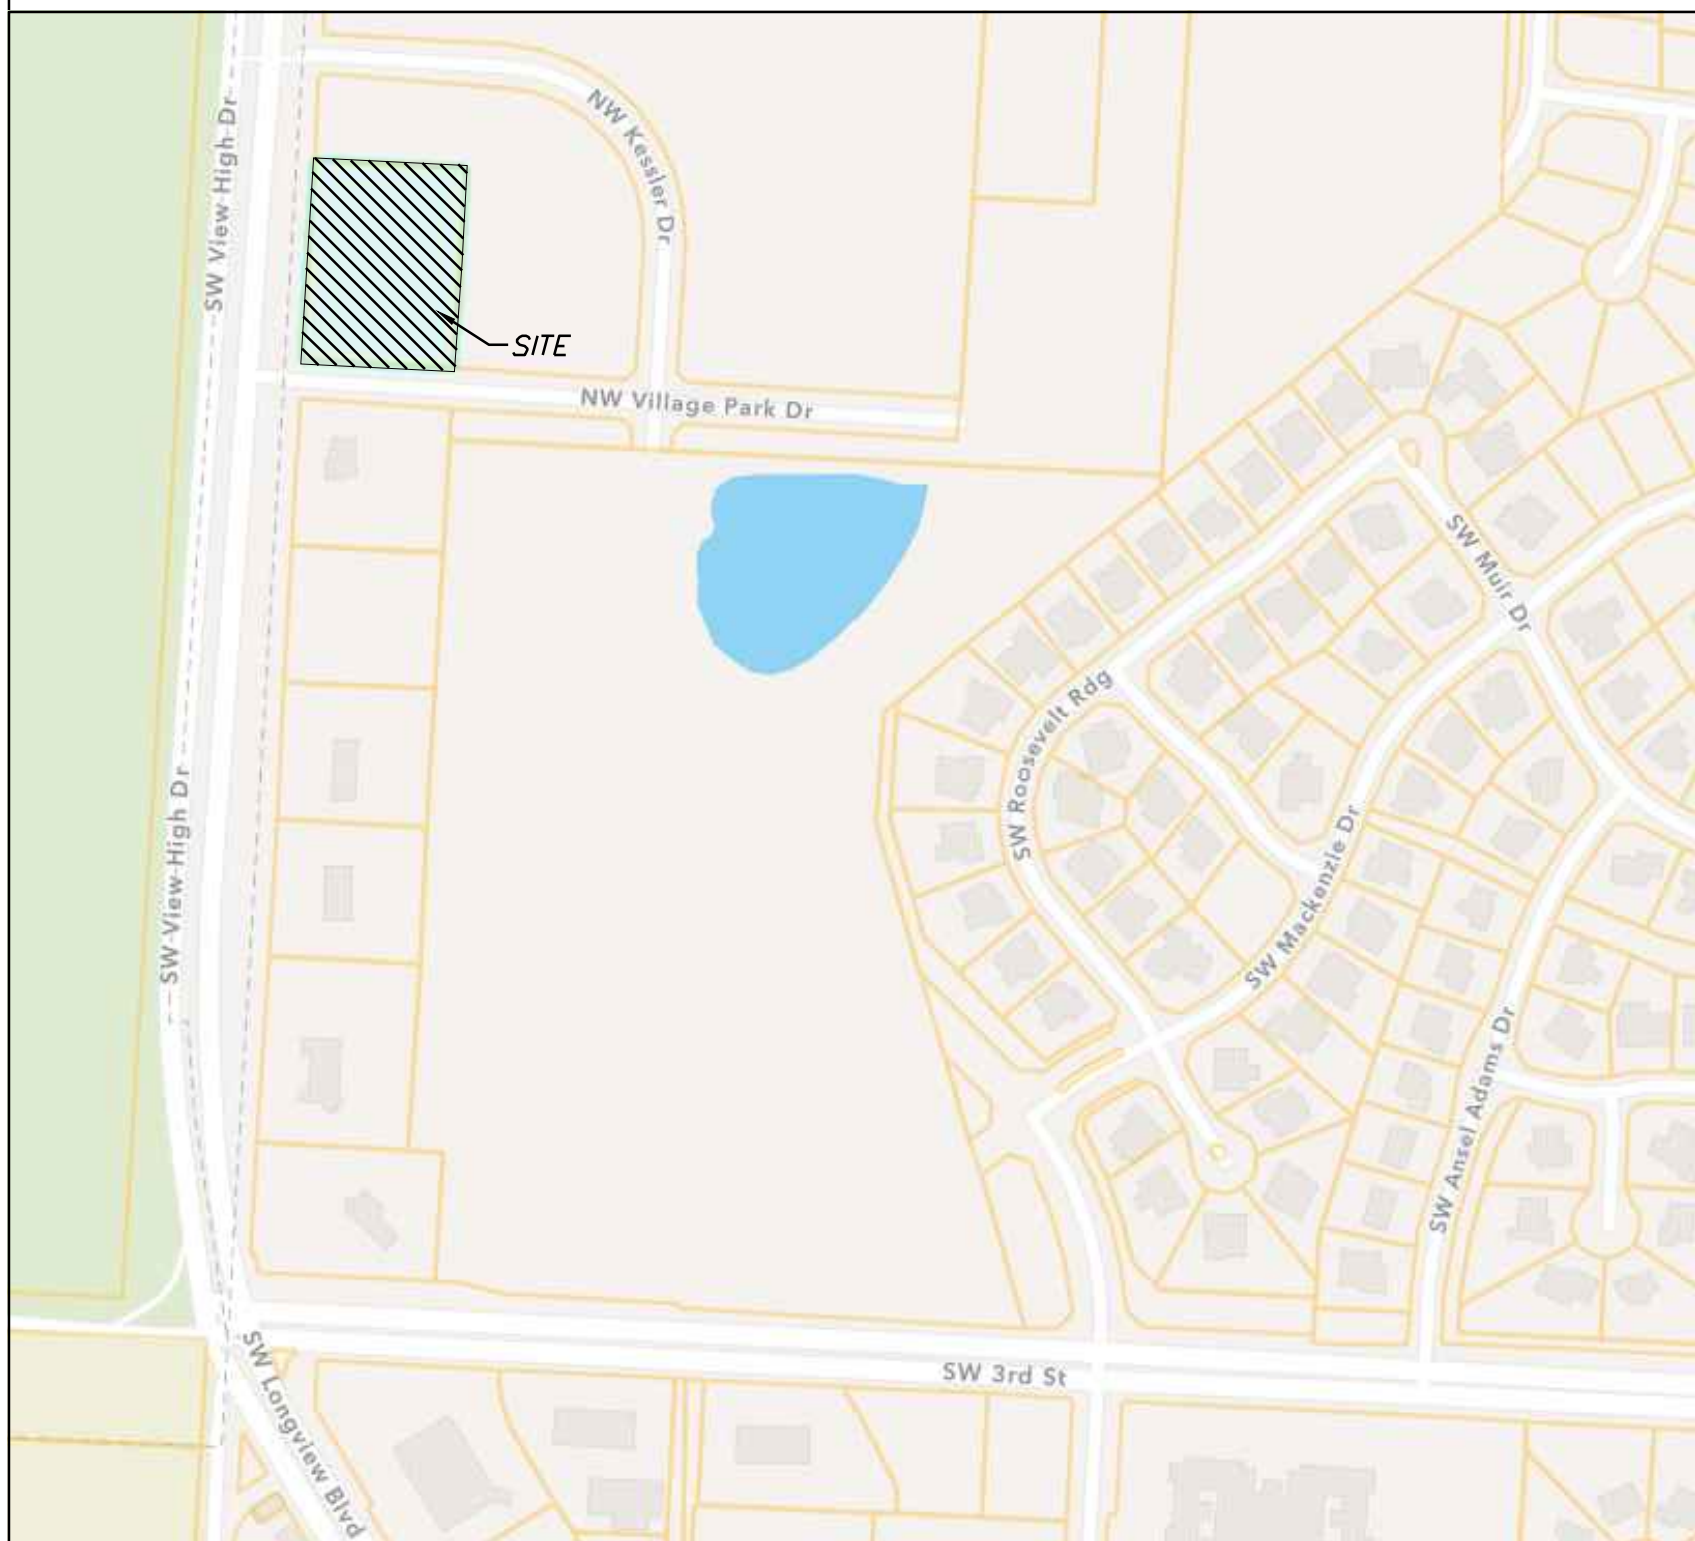 NW Kessler Dr
SW View High Dr
SITE
NW Village Park Dr
SW Muir Dr
SW Roosevelt Rdg
SW View High Dr
SW Mackenzie Dr
SW Ansel Adams Dr
SW 3rd St
SW Longview Blvd